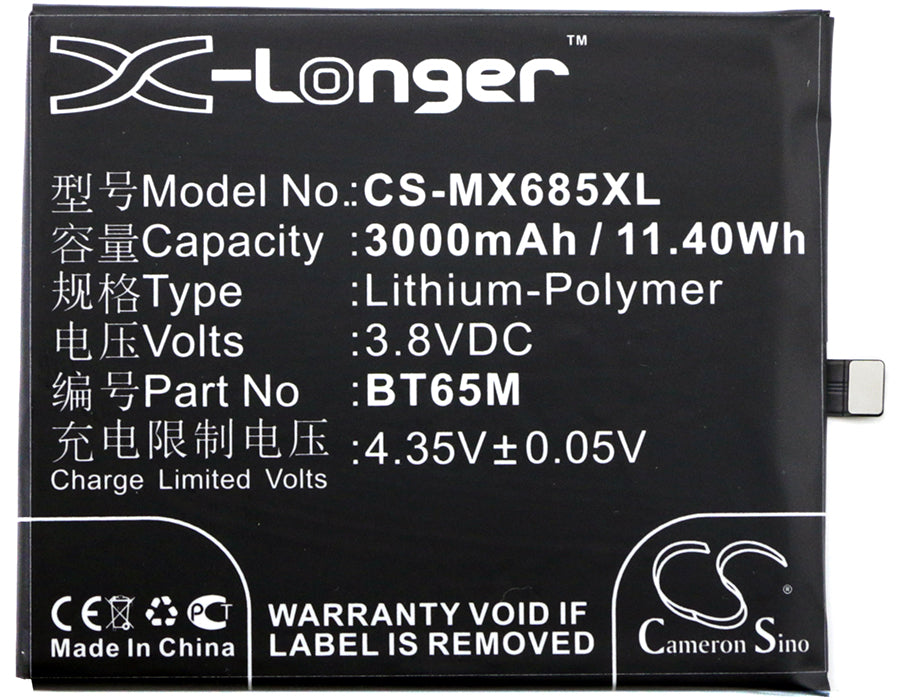 X-Longer™
型号Model No.:CS-MX685XL
容量Capacity :3000mAh / 11.40Wh
规格Type :Lithium-Polymer
电压Volts :3.8VDC
编号Part No :BT65M
充电限制电压 :4.35V±0.05V
Charge Limited Volts
CE PCT
Made In China
WARRANTY VOID IF
LABEL IS REMOVED
CS®
Cameron Sino